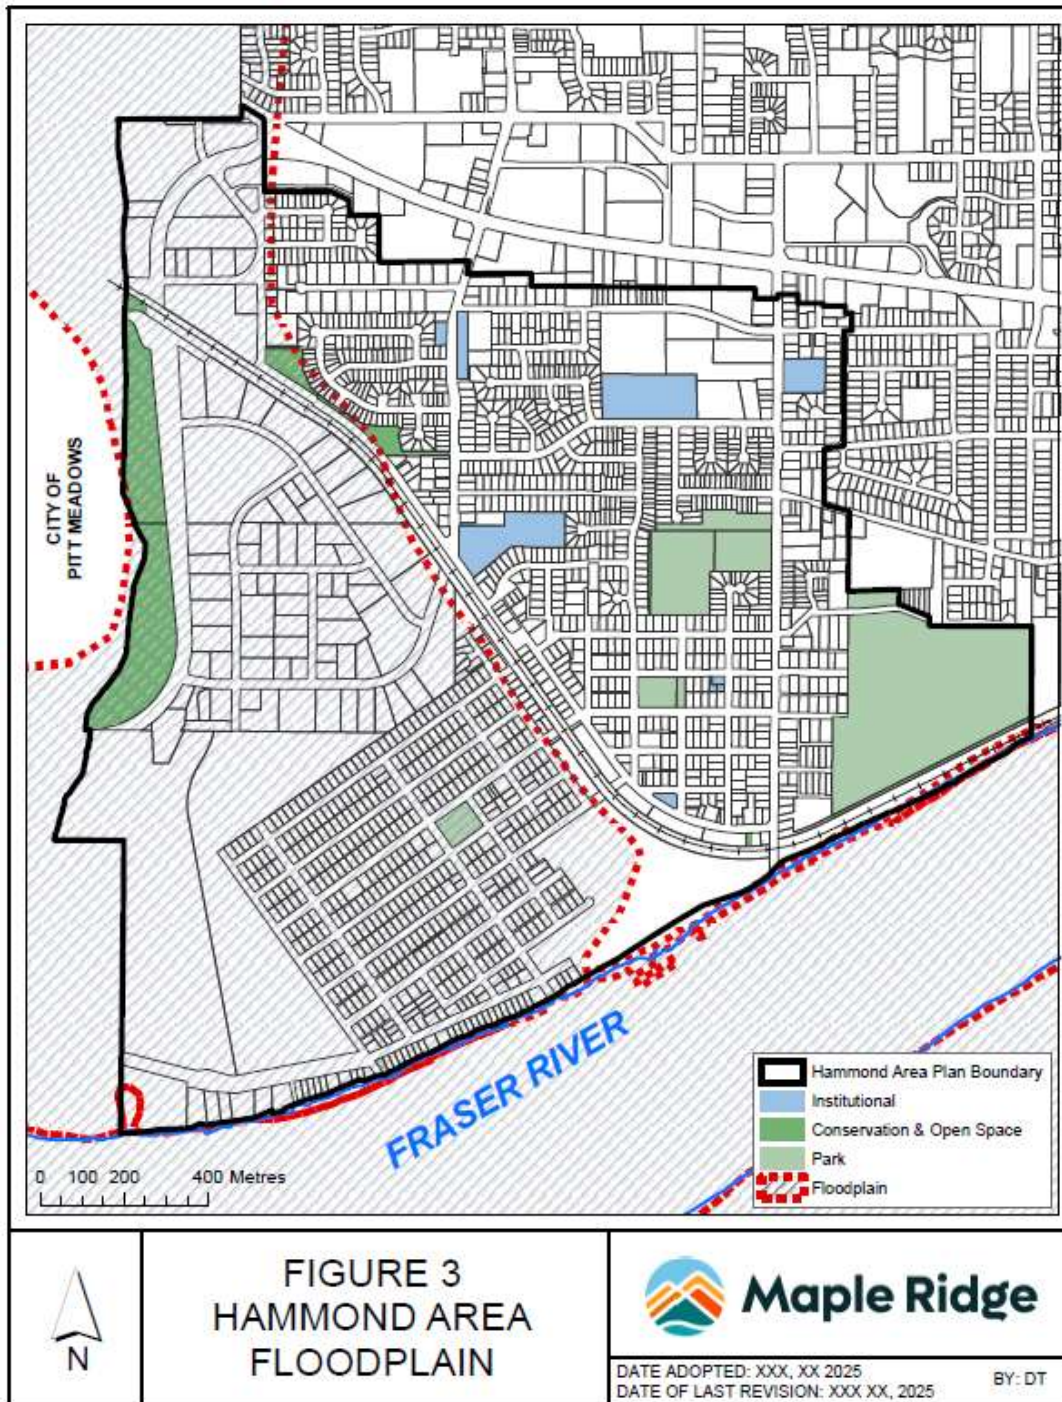 CITY OF
PITT MEADOWS
FRASER RIVER
Hammond Area Plan Boundary
Institutional
Conservation & Open Space
Park
Floodplain
0 100 200 400 Metres
N
FIGURE 3
HAMMOND AREA
FLOODPLAIN
Maple Ridge
DATE ADOPTED: XXX, XX 2025
BY: DT
DATE OF LAST REVISION: XXX XX, 2025